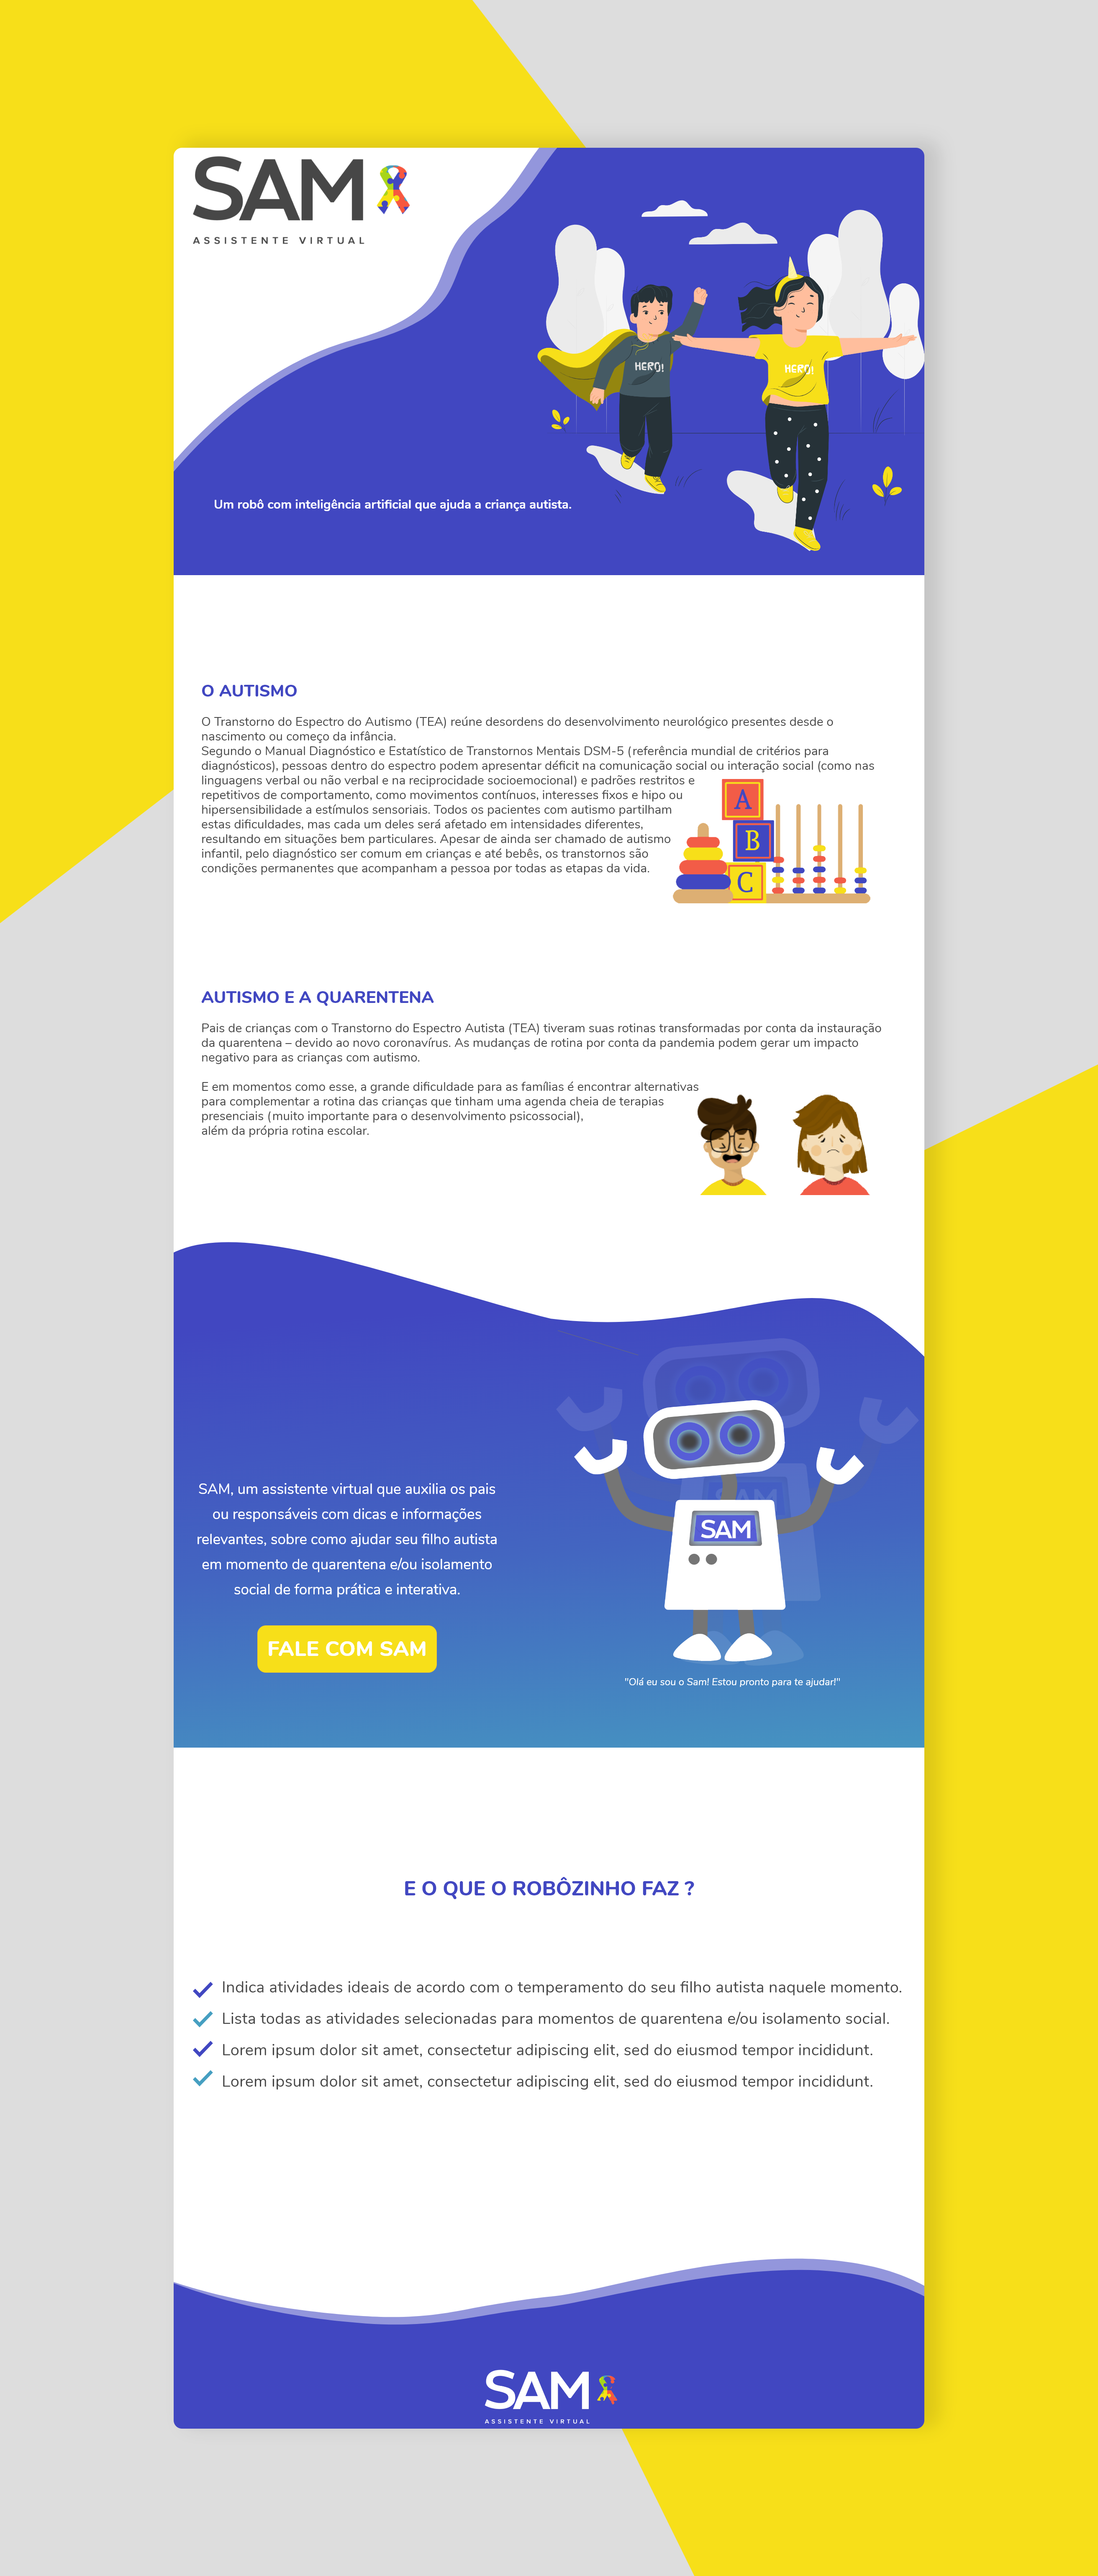 SAM
ASSISTENTE VIRTUAL
HERO!
HERO!
Um robô com inteligência artificial que ajuda a criança autista.
O AUTISMO
O Transtorno do Espectro do Autismo (TEA) reúne desordens do desenvolvimento neurológico presentes desde o
nascimento ou começo da infância.
Segundo o Manual Diagnóstico e Estatístico de Transtornos Mentais DSM-5 (referência mundial de critérios para
diagnósticos), pessoas dentro do espectro podem apresentar déficit na comunicação social ou interação social (como nas
linguagens verbal ou não verbal e na reciprocidade socioemocional) e padrões restritos e
repetitivos de comportamento, como movimentos contínuos, interesses fixos e hipo ou
hipersensibilidade a estímulos sensoriais. Todos os pacientes com autismo partilham
estas dificuldades, mas cada um deles será afetado em intensidades diferentes,
resultando em situações bem particulares. Apesar de ainda ser chamado de autismo
infantil, pelo diagnóstico ser comum em crianças e até bebês, os transtornos são
condições permanentes que acompanham a pessoa por todas as etapas da vida.
A
B
C
AUTISMO E A QUARENTENA
Pais de crianças com o Transtorno do Espectro Autista (TEA) tiveram suas rotinas transformadas por conta da instauração
da quarentena – devido ao novo coronavírus. As mudanças de rotina por conta da pandemia podem gerar um impacto
negativo para as crianças com autismo.
E em momentos como esse, a grande dificuldade para as famílias é encontrar alternativas
para complementar a rotina das crianças que tinham uma agenda cheia de terapias
presenciais (muito importante para o desenvolvimento psicossocial),
além da própria rotina escolar.
SAM, um assistente virtual que auxilia os pais
ou responsáveis com dicas e informações
relevantes, sobre como ajudar seu filho autista
em momento de quarentena e/ou isolamento
social de forma prática e interativa.
FALE COM SAM
SAM
SAM
"Olá eu sou o Sam! Estou pronto para te ajudar!"
E O QUE O ROBÔZINHO FAZ ?
Indica atividades ideais de acordo com o temperamento do seu filho autista naquele momento.
Lista todas as atividades selecionadas para momentos de quarentena e/ou isolamento social.
Lorem ipsum dolor sit amet, consectetur adipiscing elit, sed do eiusmod tempor incididunt.
Lorem ipsum dolor sit amet, consectetur adipiscing elit, sed do eiusmod tempor incididunt.
SAM
ASSISTENTE VIRTUAL